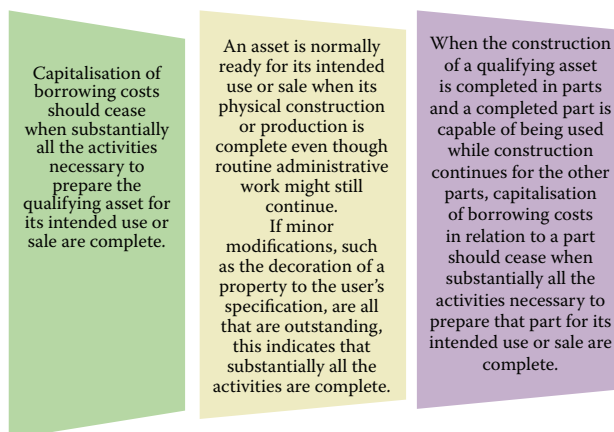 Capitalisation of
borrowing costs
should cease
when substantially
all the activities
necessary to
prepare the
qualifying asset for
its intended use or
sale are complete.
An asset is normally
ready for its intended
use or sale when its
physical construction
or production is
complete even though
routine administrative
work might still
continue.
If minor
modifications, such
as the decoration of a
property to the user's
specification, are all
that are outstanding,
this indicates that
substantially all the
activities are complete.
When the construction
of a qualifying asset
is completed in parts
and a completed part is
capable of being used
while construction
continues for the other
parts, capitalisation
of borrowing costs
in relation to a part
should cease when
substantially all the
activities necessary to
prepare that part for its
intended use or sale are
complete.